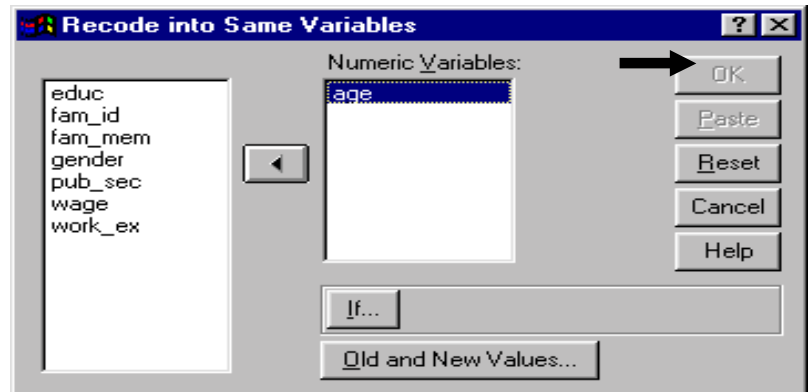 Recode into Same Variables
educ
fam_id
fam_mem
gender
pub_sec
wage
work_ex
Numeric Variables:
age
OK
Paste
Reset
Cancel
Help
If...
Old and New Values...